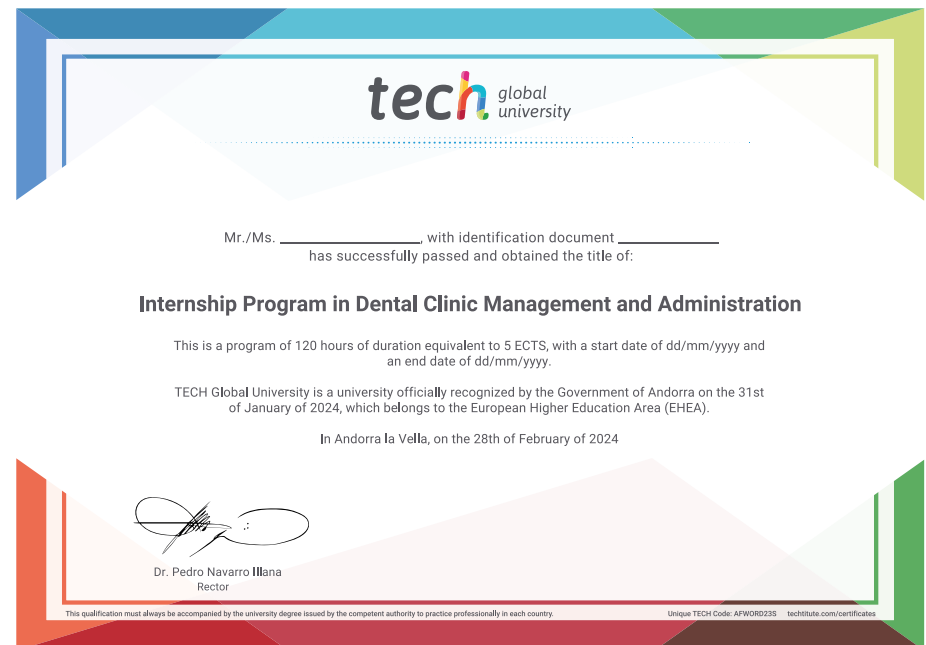 tech global
university
Mr./Ms. ____________________, with identification document ______________
has successfully passed and obtained the title of:
Internship Program in Dental Clinic Management and Administration
This is a program of 120 hours of duration equivalent to 5 ECTS, with a start date of dd/mm/yyyy and
an end date of dd/mm/yyyy.
TECH Global University is a university officially recognized by the Government of Andorra on the 31st
of January of 2024, which belongs to the European Higher Education Area (EHEA).
In Andorra la Vella, on the 28th of February of 2024
Dr. Pedro Navarro Illana
Rector
This qualification must always be accompanied by the university degree issued by the competent authority to practice professionally in each country. Unique TECH Code: AFWORD23S techtitute.com/certificates